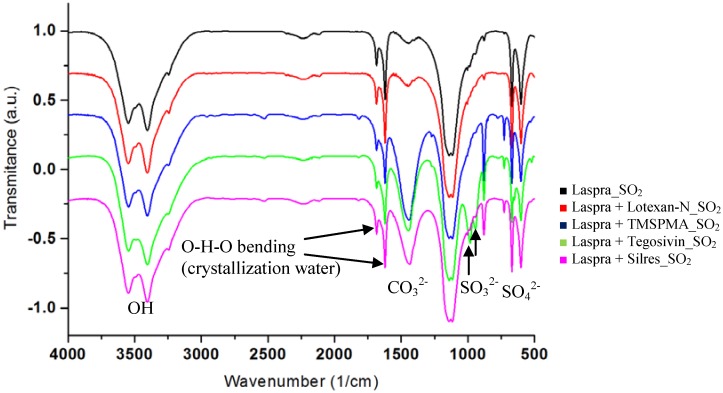 Transmitance (a.u.)
1.0
0.5
0.0
-0.5
-1.0
O-H-O bending
(crystallization water)
OH
CO₃²⁻
SO₃²⁻
SO₄²⁻
4000 3500 3000 2500 2000 1500 1000 500
Wavenumber (1/cm)
Laspra_SO₂
Laspra + Lotexan-N_SO₂
Laspra + TMSPMA_SO₂
Laspra + Tegosivin_SO₂
Laspra + Silres_SO₂